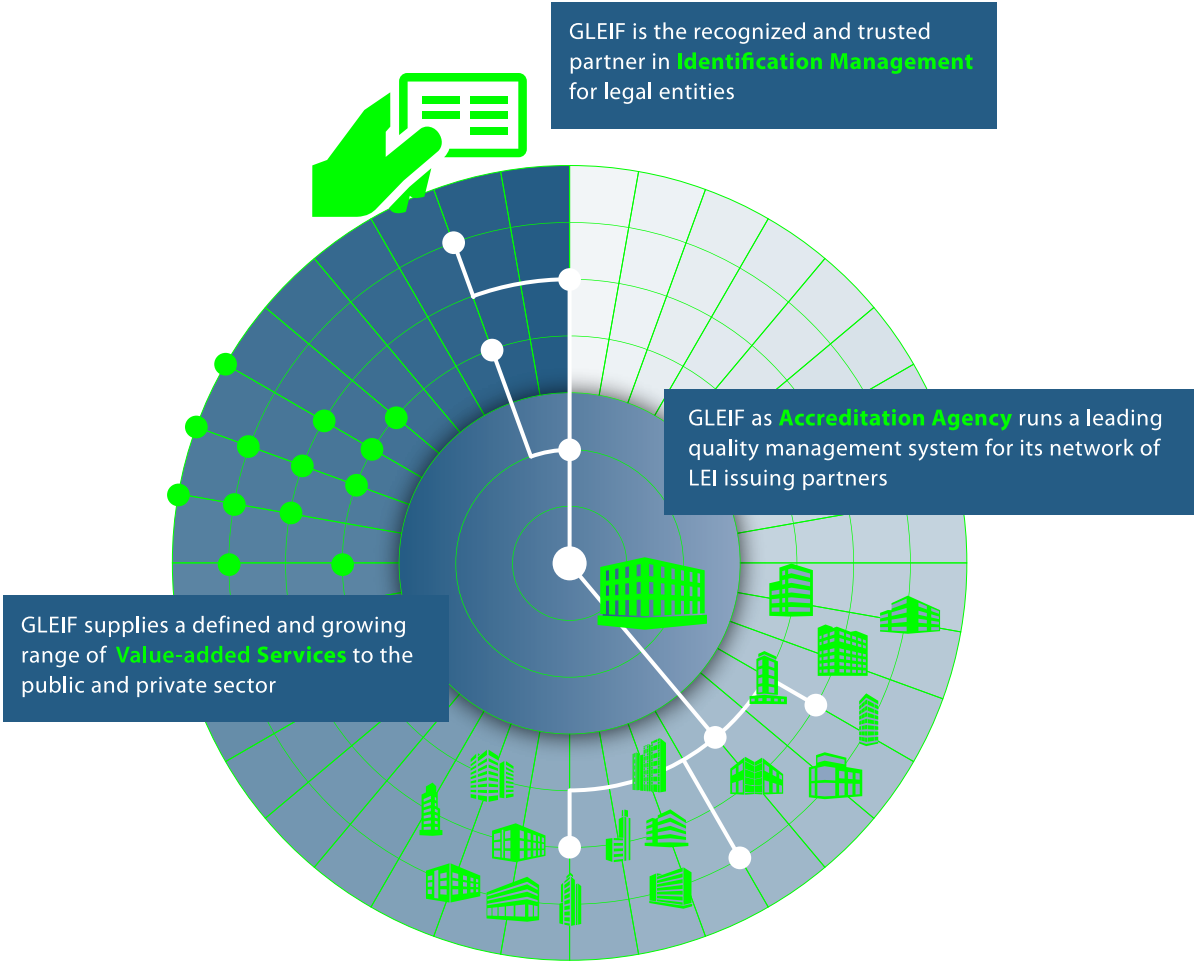 GLEIF is the recognized and trusted
partner in Identification Management
for legal entities
GLEIF as Accreditation Agency runs a leading
quality management system for its network of
LEI issuing partners
GLEIF supplies a defined and growing
range of Value-added Services to the
public and private sector